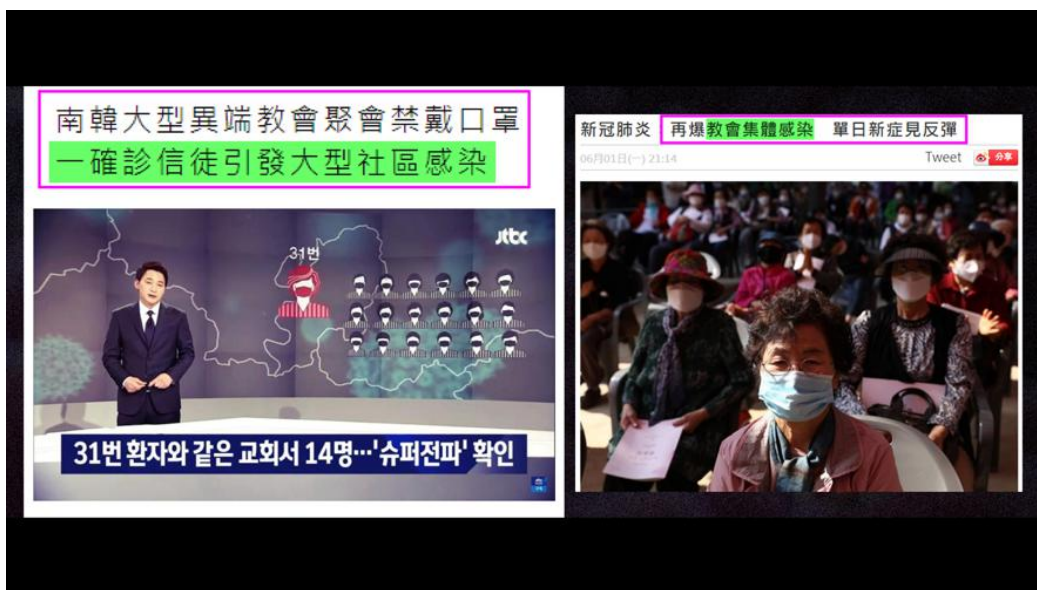 南韓大型異端教會聚會禁戴口罩
一確診信徒引發大型社區感染
jtbc
31번
31번 환자와 같은 교회서 14명…'슈퍼전파' 확인
新冠肺炎
再爆教會集體感染 單日新症見反彈
06月01日(一) 21:14
Tweet
分享